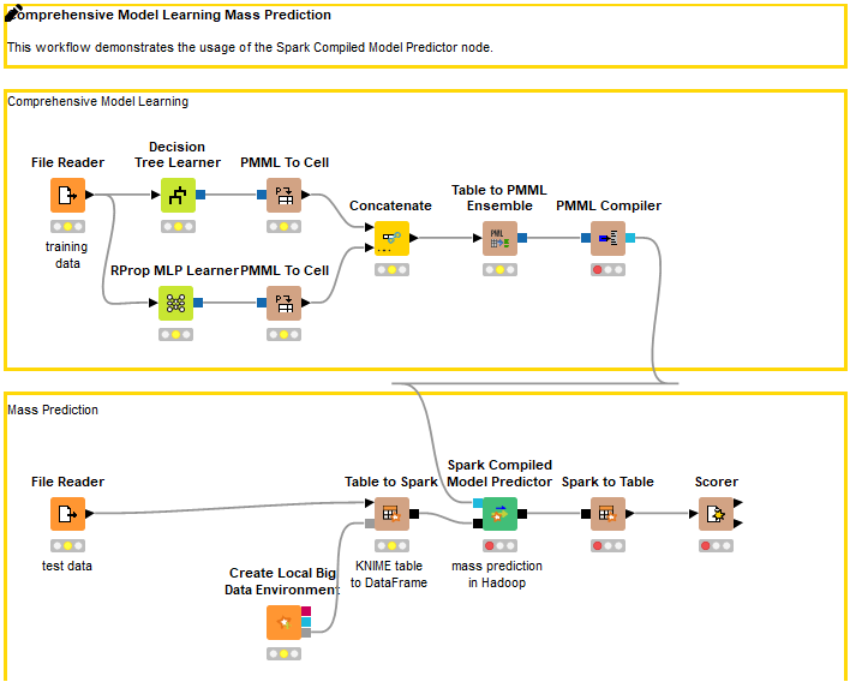 Comprehensive Model Learning Mass Prediction
This workflow demonstrates the usage of the Spark Compiled Model Predictor node.
Comprehensive Model Learning
File Reader
training
data
Decision
Tree Learner
PMML To Cell
RProp MLP Learner
PMML To Cell
Concatenate
Table to PMML
Ensemble
PMML Compiler
Mass Prediction
File Reader
test data
Create Local Big
Data Environment
Table to Spark
KNIME table
to DataFrame
Spark Compiled
Model Predictor
mass prediction
in Hadoop
Spark to Table
Scorer